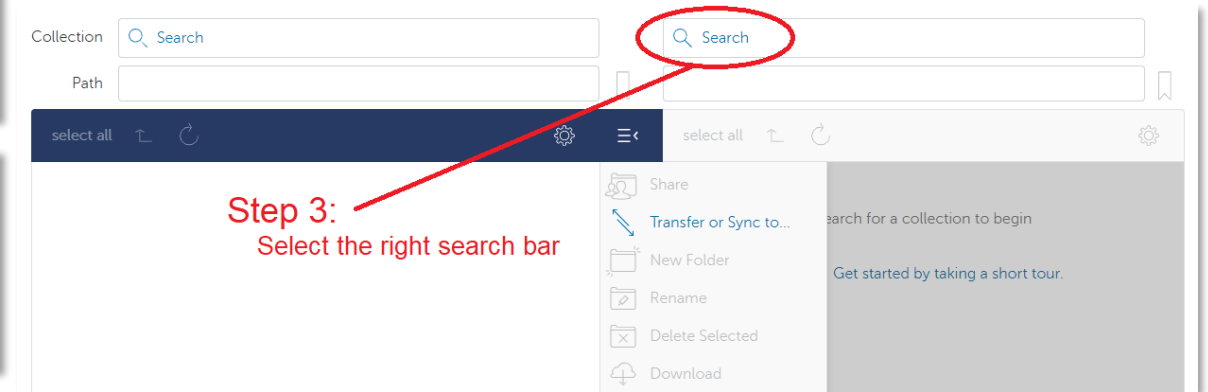 Collection Search Search
Path
select all select all
Share
Step 3:
Transfer or Sync to... earch for a collection to begin
Select the right search bar
New Folder
Get started by taking a short tour.
Rename
Delete Selected
Download